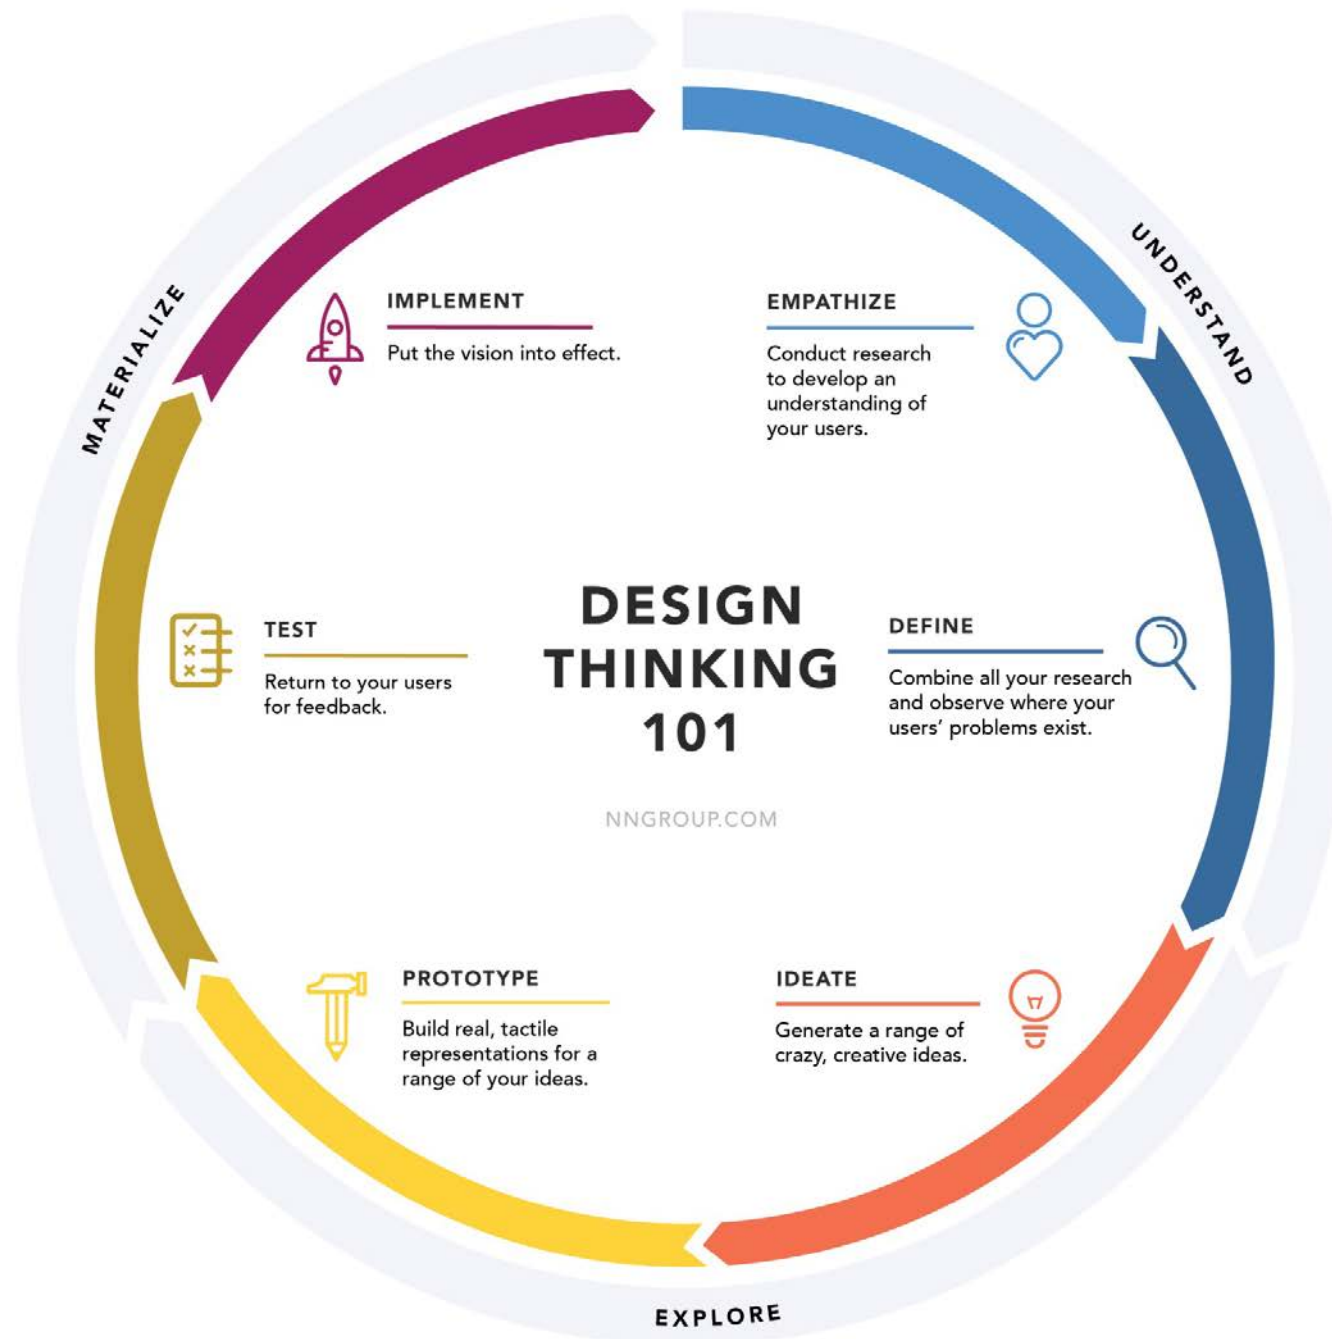 UNDERSTAND
EMPATHIZE
Conduct research
to develop an
understanding of
your users.
DEFINE
Combine all your research
and observe where your
users’ problems exist.
EXPLORE
IDEATE
Generate a range of
crazy, creative ideas.
PROTOTYPE
Build real, tactile
representations for a
range of your ideas.
MATERIALIZE
TEST
Return to your users
for feedback.
IMPLEMENT
Put the vision into effect.
DESIGN
THINKING
101
NNGROUP.COM